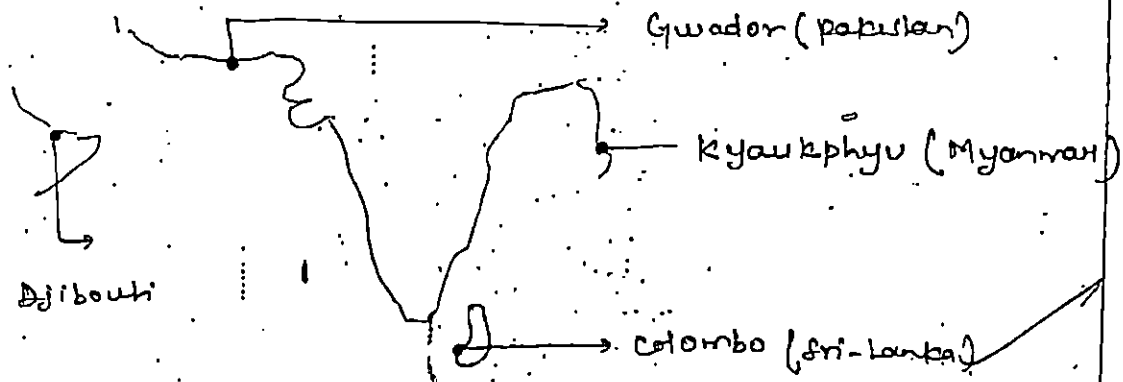 Gwador (Pakistan)
Kyaukphyu (Myanmar)
Djibouti
Colombo (Sri-Lanka)